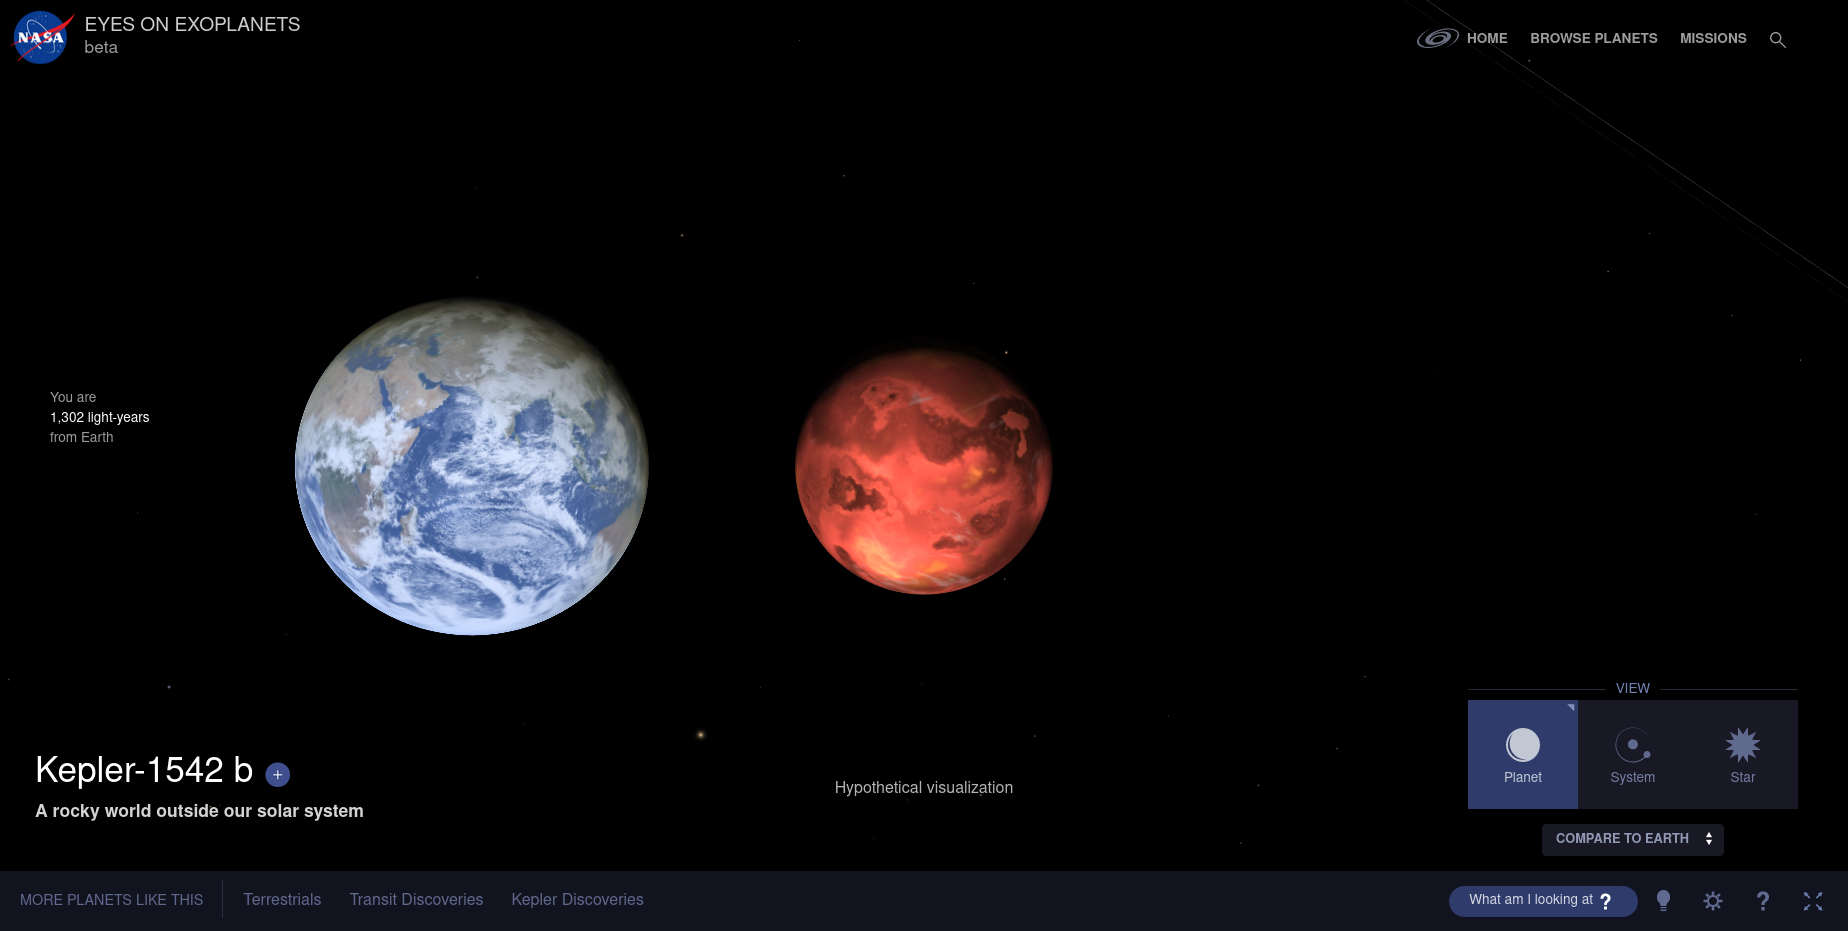 NASA
EYES ON EXOPLANETS
beta
HOME
BROWSE PLANETS
MISSIONS
You are
1,302 light-years
from Earth
Kepler-1542 b +
A rocky world outside our solar system
Hypothetical visualization
VIEW
Planet
System
Star
COMPARE TO EARTH
MORE PLANETS LIKE THIS
Terrestrials
Transit Discoveries
Kepler Discoveries
What am I looking at ?
?